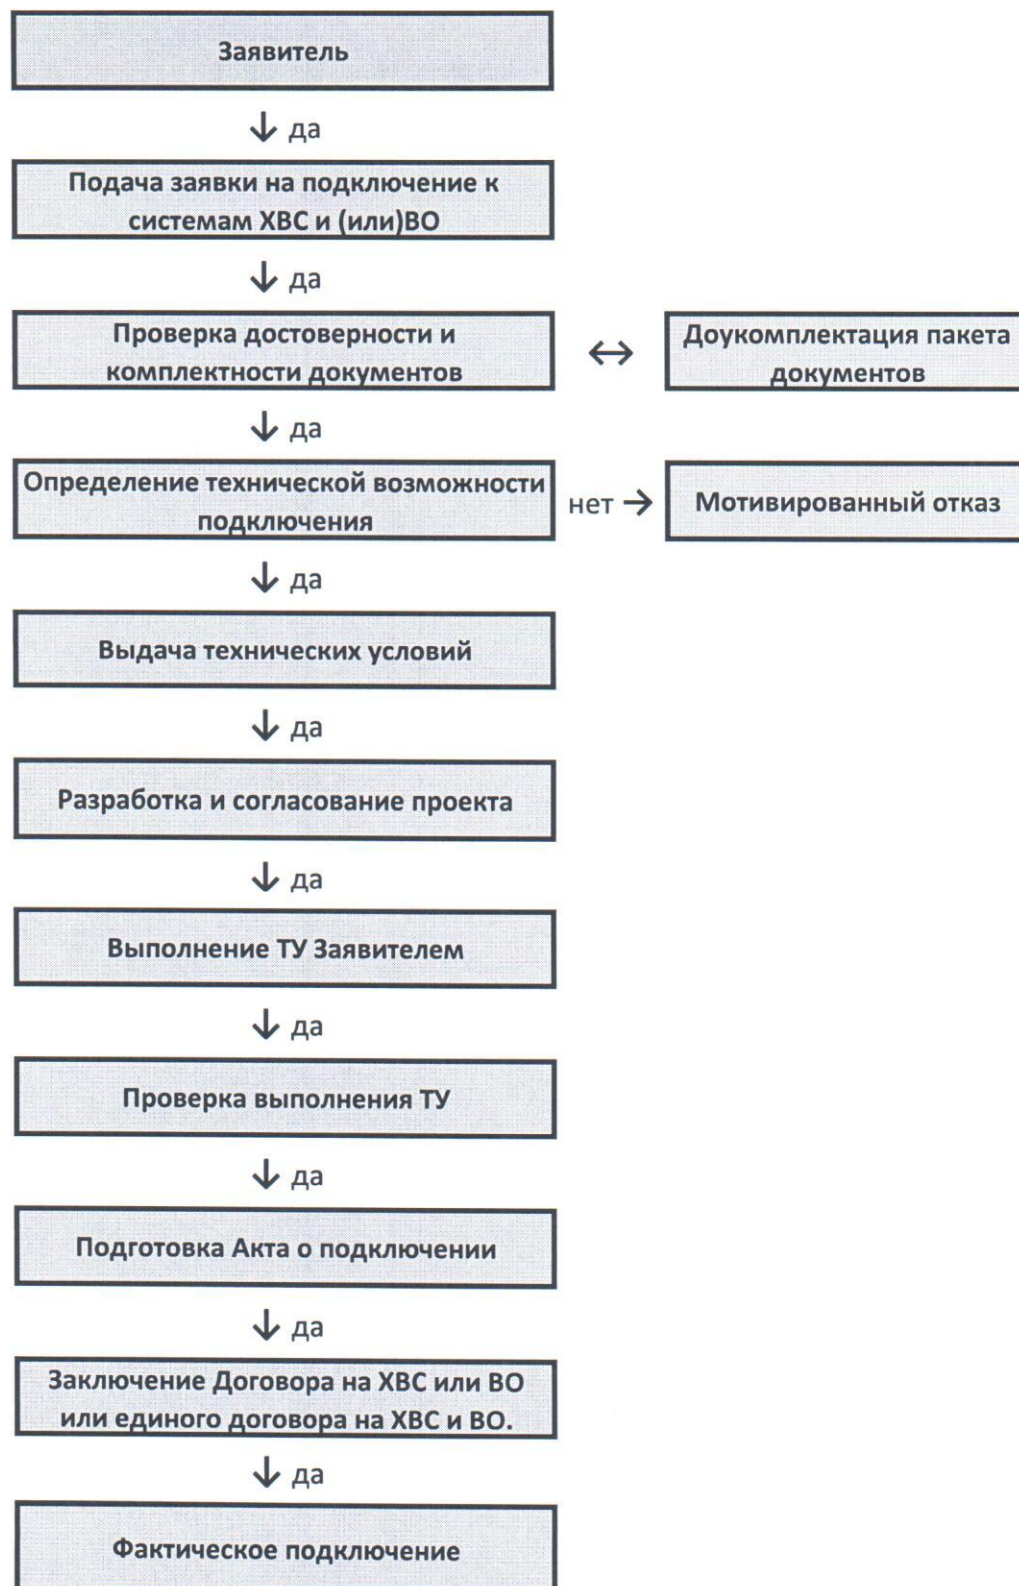 Заявитель
↓ да
Подача заявки на подключение к
системам ХВС и (или)ВО
↓ да
Проверка достоверности и
комплектности документов
↔
Доукомплектация пакета
документов
↓ да
Определение технической возможности
подключения
нет →
Мотивированный отказ
↓ да
Выдача технических условий
↓ да
Разработка и согласование проекта
↓ да
Выполнение ТУ Заявителем
↓ да
Проверка выполнения ТУ
↓ да
Подготовка Акта о подключении
↓ да
Заключение Договора на ХВС или ВО
или единого договора на ХВС и ВО.
↓ да
Фактическое подключение